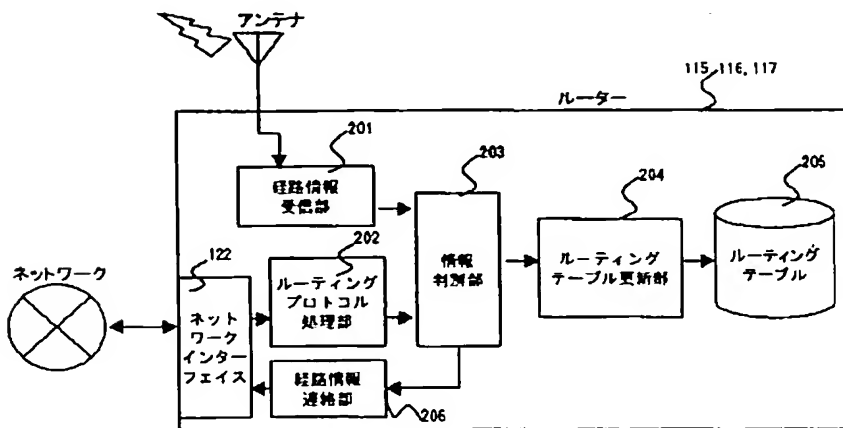 アンテナ
115,116,117
ルーター
201
経路情報
受信部
203
204
205
202
122
ネットワーク
ネット
ワーク
インター
フェイス
ルーティング
プロトコル
処理部
情報
判別部
ルーティング
テーブル更新部
ルーティング
テーブル
経路情報
連絡部
206